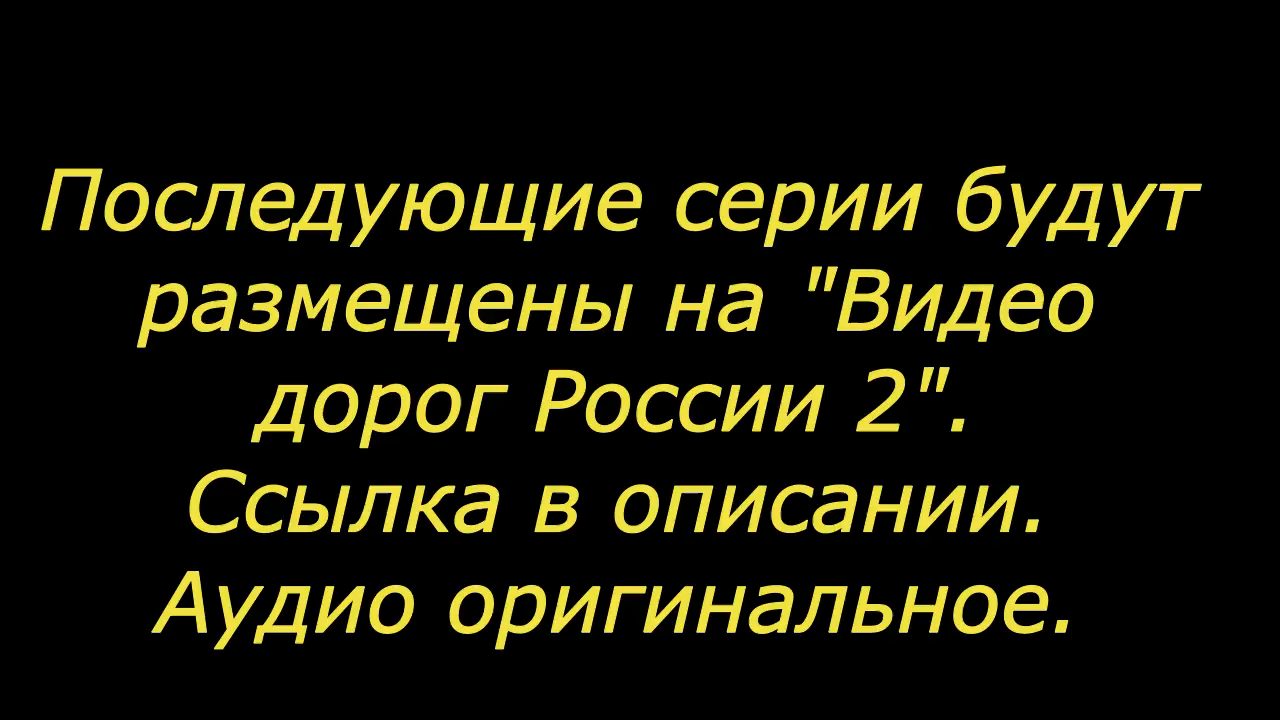 Последующие серии будут
размещены на "Видео
дорог России 2".
Ссылка в описании.
Аудио оригинальное.